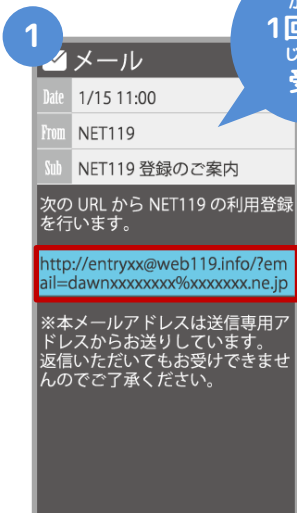 1
メール
Date 1/15 11:00
From NET119
Sub NET119 登録のご案内
次の URL から NET119 の利用登録
を行います。
http://entryxx@web119.info/?em
ail=dawnxxxxxxxx%xxxxxxx.ne.jp
※本メールアドレスは送信専用ア
ドレスからお送りしています。
返信いただいてもお受けできませ
んのでご了承ください。
か
1回
じ
受